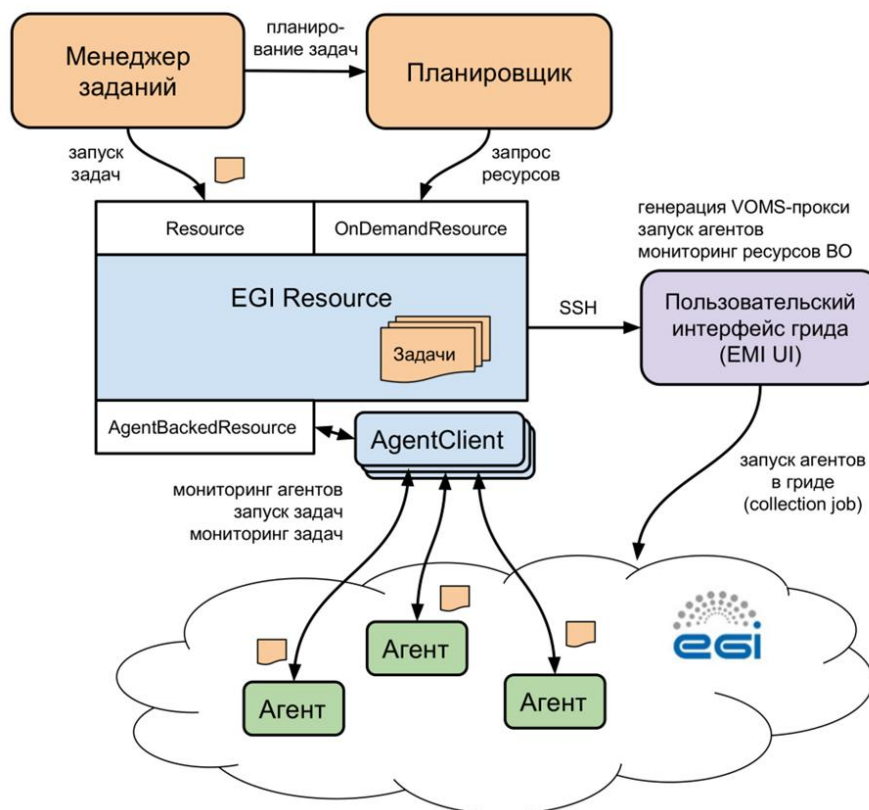 Менеджер
заданий
планиро-
вание задач
Планировщик
запуск
задач
запрос
ресурсов
Resource
OnDemandResource
генерация VOMS-прокси
запуск агентов
мониторинг ресурсов ВО
EGI Resource
Задачи
SSH
Пользовательский
интерфейс грида
(EMI UI)
AgentBackedResource
AgentClient
мониторинг агентов
запуск задач
мониторинг задач
запуск агентов
в гриде
(collection job)
egi
Агент
Агент
Агент